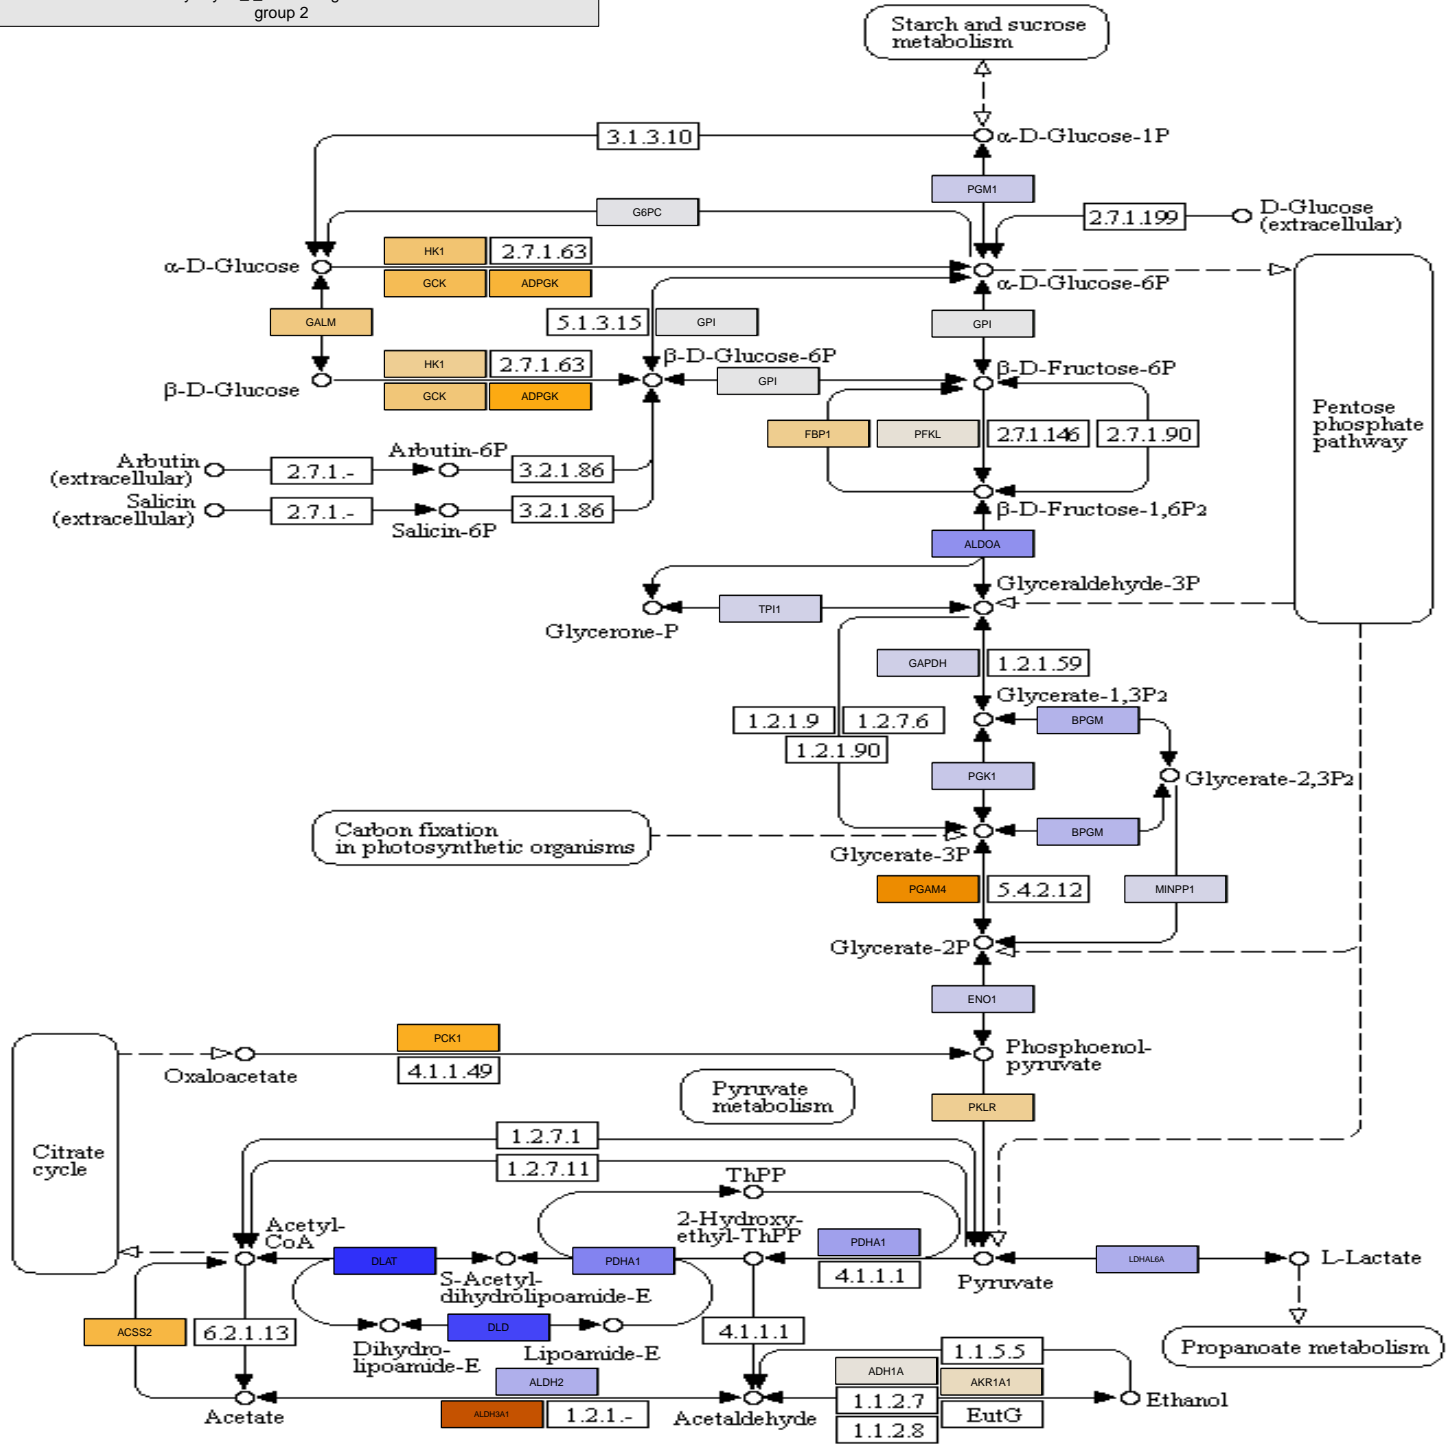 group 2
Starch and sucrose
metabolism
3.1.3.10
α-D-Glucose-1P
PGM1
G6PC
2.7.1.199
D-Glucose
(extracellular)
HK1
2.7.1.63
α-D-Glucose
GCK
ADPGK
α-D-Glucose-6P
GALM
5.1.3.15
GPI
GPI
HK1
2.7.1.63
β-D-Glucose-6P
β-D-Fructose-6P
β-D-Glucose
GCK
ADPGK
GPI
Pentose
phosphate
pathway
FBP1
PFKL
2.7.1.146
2.7.1.90
Arbutin
(extracellular)
2.7.1.-
Arbutin-6P
3.2.1.86
Salicin
(extracellular)
2.7.1.-
Salicin-6P
3.2.1.86
β-D-Fructose-1,6P2
ALDOA
Glyceraldehyde-3P
TPI1
Glycerone-P
GAPDH
1.2.1.59
Glycerate-1,3P2
1.2.1.9
1.2.7.6
BPGM
1.2.1.90
PGK1
Glycerate-2,3P2
Carbon fixation
in photosynthetic organisms
BPGM
Glycerate-3P
PGAM4
5.4.2.12
MINPP1
Glycerate-2P
ENO1
PCK1
Oxaloacetate
4.1.1.49
Phosphoenol-
pyruvate
Pyruvate
metabolism
PKLR
Citrate
cycle
1.2.7.1
1.2.7.11
ThPP
Acetyl-
CoA
2-Hydroxy-
ethyl-ThPP
PDHA1
DLAT
S-Acetyl-
dihydrolipoamide-E
PDHA1
4.1.1.1
Pyruvate
LDHAL6A
L-Lactate
ACSS2
6.2.1.13
DLD
4.1.1.1
Dihydro-
lipoamide-E
Lipoamide-E
1.1.5.5
Propanoate metabolism
ALDH2
ADH1A
AKR1A1
Acetate
ALDH3A1
1.2.1.-
Acetaldehyde
1.1.2.7
EutG
Ethanol
1.1.2.8